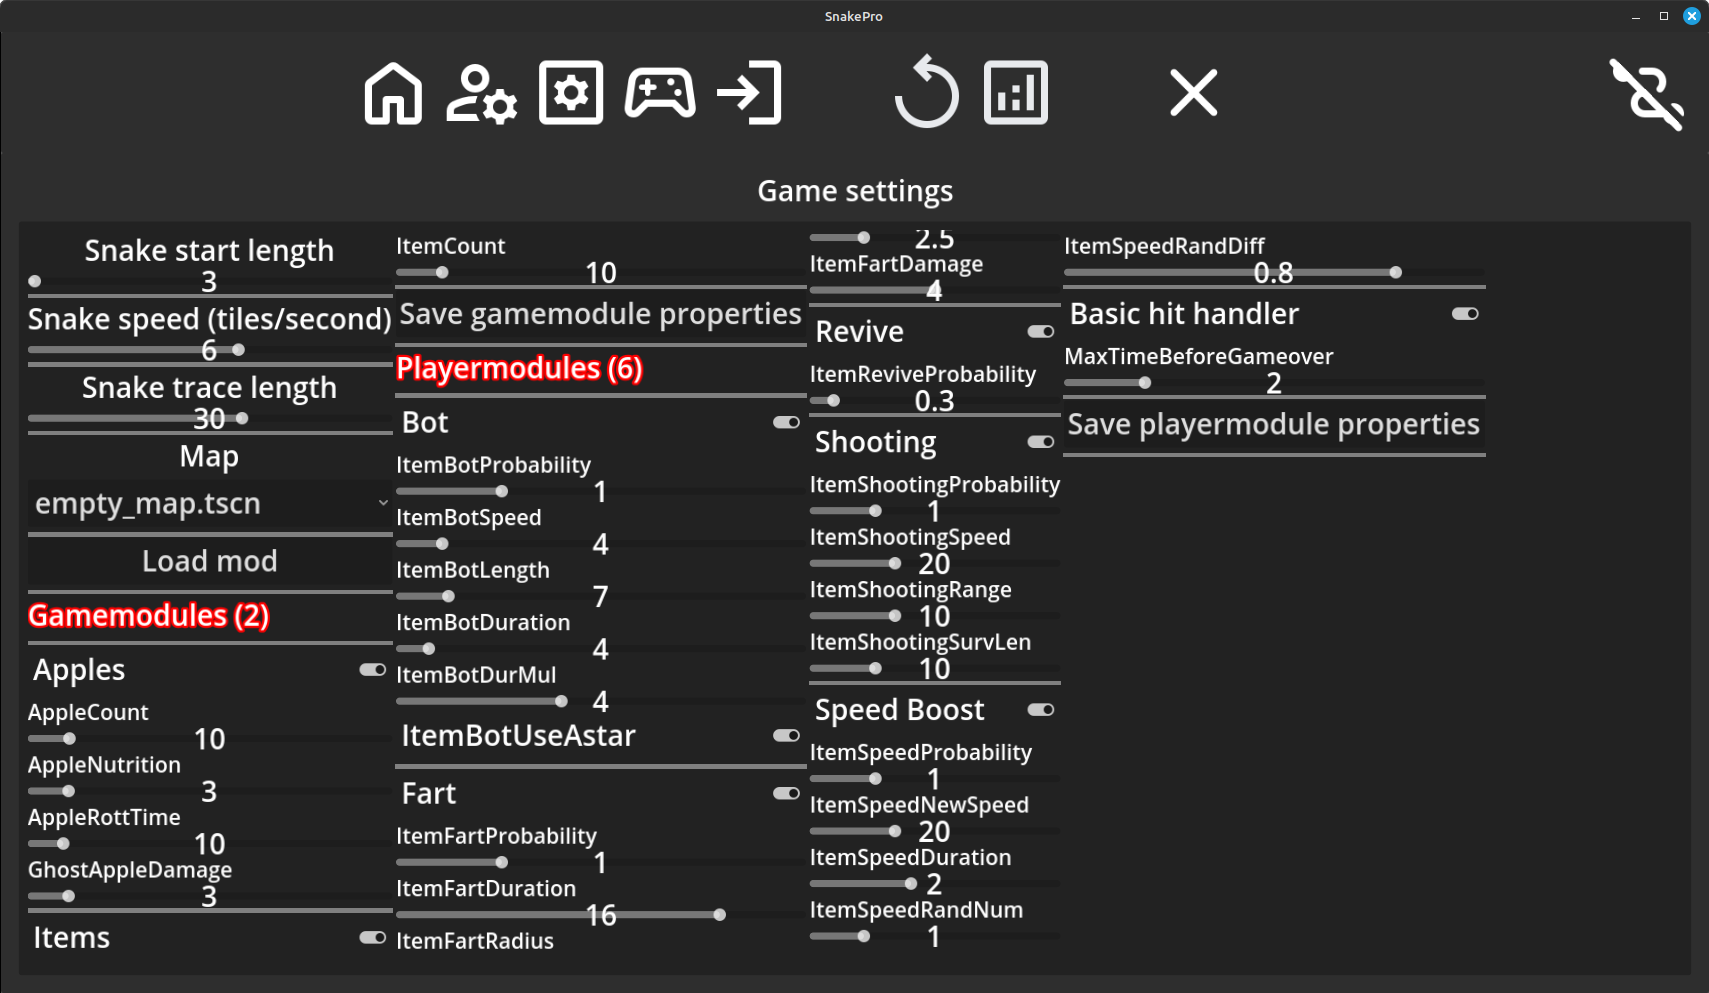 SnakePro
Game settings
Snake start length
3
Snake speed (tiles/second)
6
Snake trace length
30
Map
empty_map.tscn
Load mod
Gamemodules (2)
Apples
AppleCount
10
AppleNutrition
3
AppleRottTime
10
GhostAppleDamage
3
Items
ItemCount
10
Save gamemodule properties
Playermodules (6)
Bot
ItemBotProbability
1
ItemBotSpeed
4
ItemBotLength
7
ItemBotDuration
4
ItemBotDurMul
4
ItemBotUseAstar
Fart
ItemFartProbability
1
ItemFartDuration
16
ItemFartRadius
2.5
ItemFartDamage
4
Revive
ItemReviveProbability
0.3
Shooting
ItemShootingProbability
1
ItemShootingSpeed
20
ItemShootingRange
10
ItemShootingSurvLen
10
Speed Boost
ItemSpeedProbability
1
ItemSpeedNewSpeed
20
ItemSpeedDuration
2
ItemSpeedRandNum
1
ItemSpeedRandDiff
0.8
Basic hit handler
MaxTimeBeforeGameover
2
Save playermodule properties